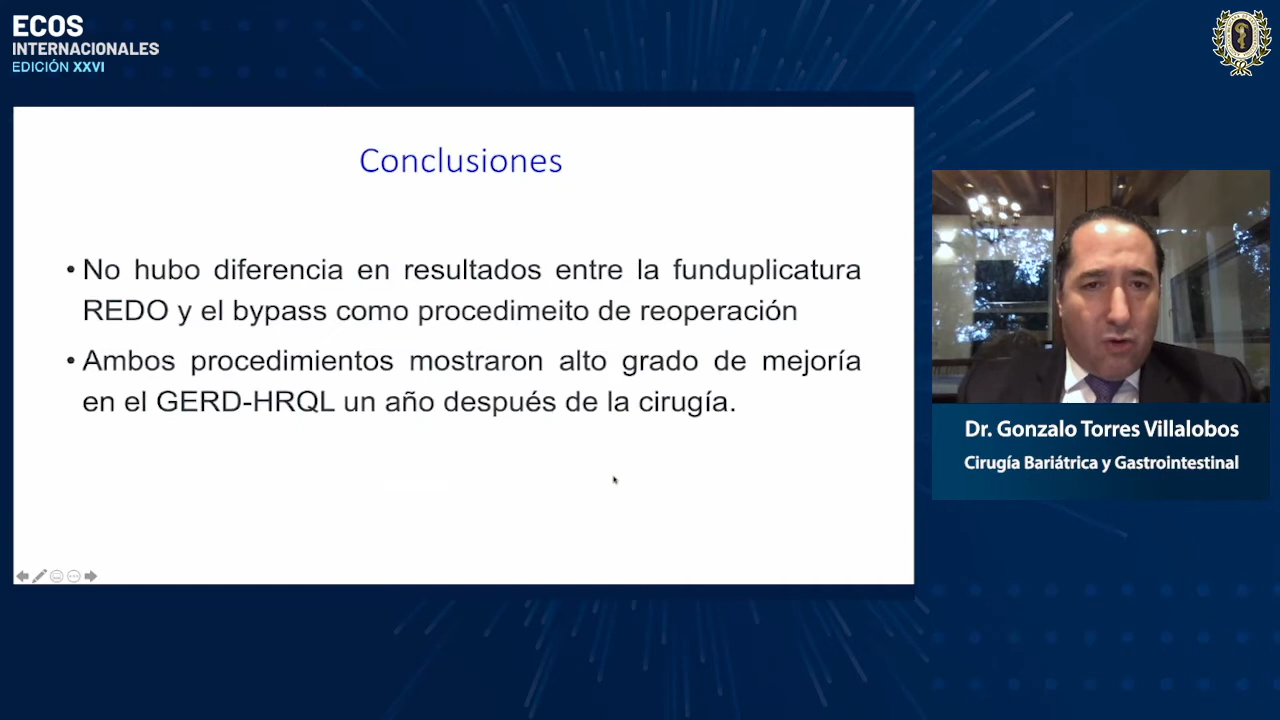 ECOS
INTERNACIONALES
EDICIÓN XXVI
Conclusiones
• No hubo diferencia en resultados entre la funduplicatura
REDO y el bypass como procedimeito de reoperación
• Ambos procedimientos mostraron alto grado de mejoría
en el GERD-HRQL un año después de la cirugía.
Dr. Gonzalo Torres Villalobos
Cirugía Bariátrica y Gastrointestinal